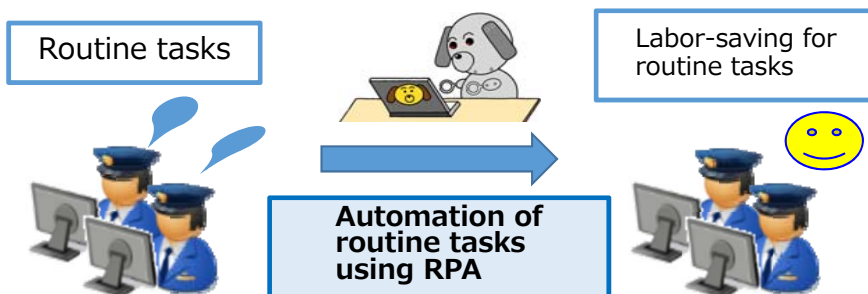 Routine tasks
Automation of
routine tasks
using RPA
Labor-saving for
routine tasks